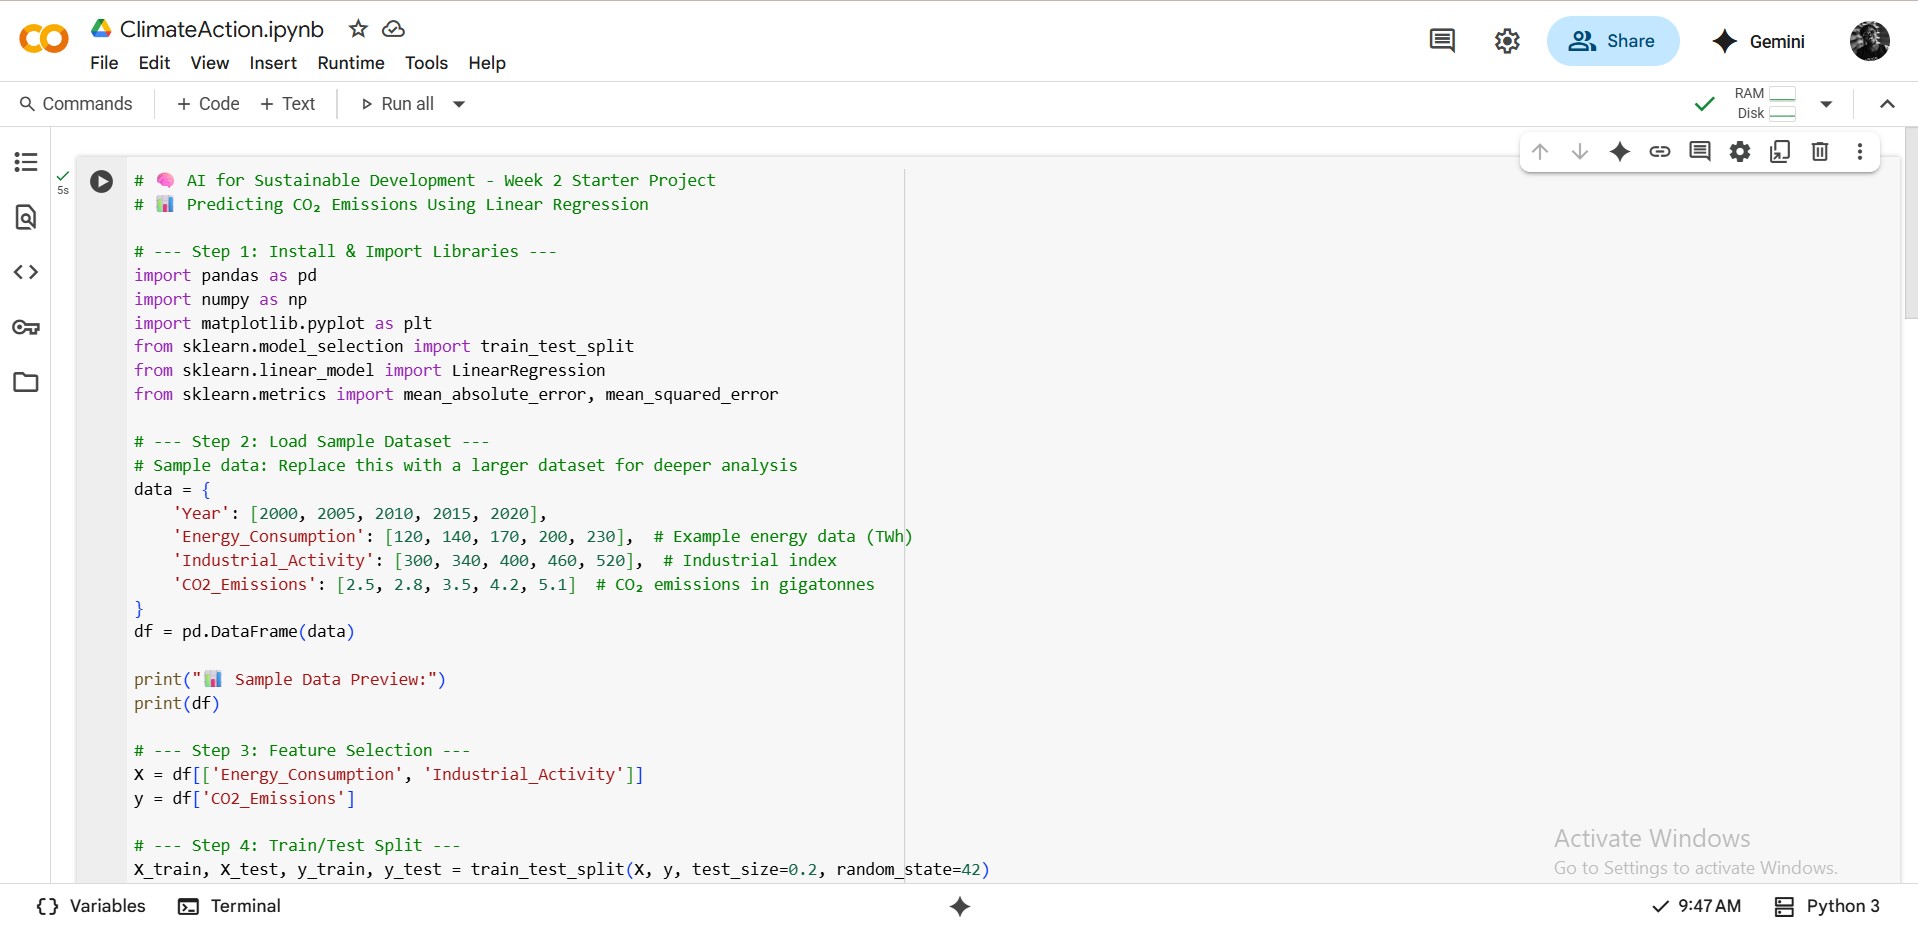 ClimateAction.ipynb
File Edit View Insert Runtime Tools Help
Share
Gemini
Commands + Code + Text Run all
RAM
Disk
5s
# 🧠 AI for Sustainable Development - Week 2 Starter Project
# 📊 Predicting CO₂ Emissions Using Linear Regression
# --- Step 1: Install & Import Libraries ---
import pandas as pd
import numpy as np
import matplotlib.pyplot as plt
from sklearn.model_selection import train_test_split
from sklearn.linear_model import LinearRegression
from sklearn.metrics import mean_absolute_error, mean_squared_error
# --- Step 2: Load Sample Dataset ---
# Sample data: Replace this with a larger dataset for deeper analysis
data = {
    'Year': [2000, 2005, 2010, 2015, 2020],
    'Energy_Consumption': [120, 140, 170, 200, 230],  # Example energy data (TWh)
    'Industrial_Activity': [300, 340, 400, 460, 520],  # Industrial index
    'CO2_Emissions': [2.5, 2.8, 3.5, 4.2, 5.1]  # CO₂ emissions in gigatonnes
}
df = pd.DataFrame(data)
print("📊 Sample Data Preview:")
print(df)
# --- Step 3: Feature Selection ---
X = df[['Energy_Consumption', 'Industrial_Activity']]
y = df['CO2_Emissions']
# --- Step 4: Train/Test Split ---
X_train, X_test, y_train, y_test = train_test_split(X, y, test_size=0.2, random_state=42)
Activate Windows
Go to Settings to activate Windows.
{} Variables Terminal
9:47 AM Python 3